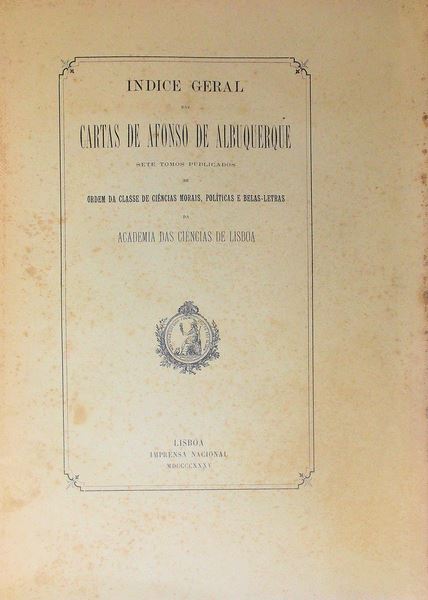 INDICE GERAL
DAS
CARTAS DE AFONSO DE ALBUQUERQUE
SETE TOMOS PUBLICADOS
DE
ORDEM DA CLASSE DE CIÊNCIAS MORAIS, POLÍTICAS E BELAS-LETRAS
DA
ACADEMIA DAS CIÊNCIAS DE LISBOA
LISBOA
IMPRENSA NACIONAL
MDCCCCXXXV